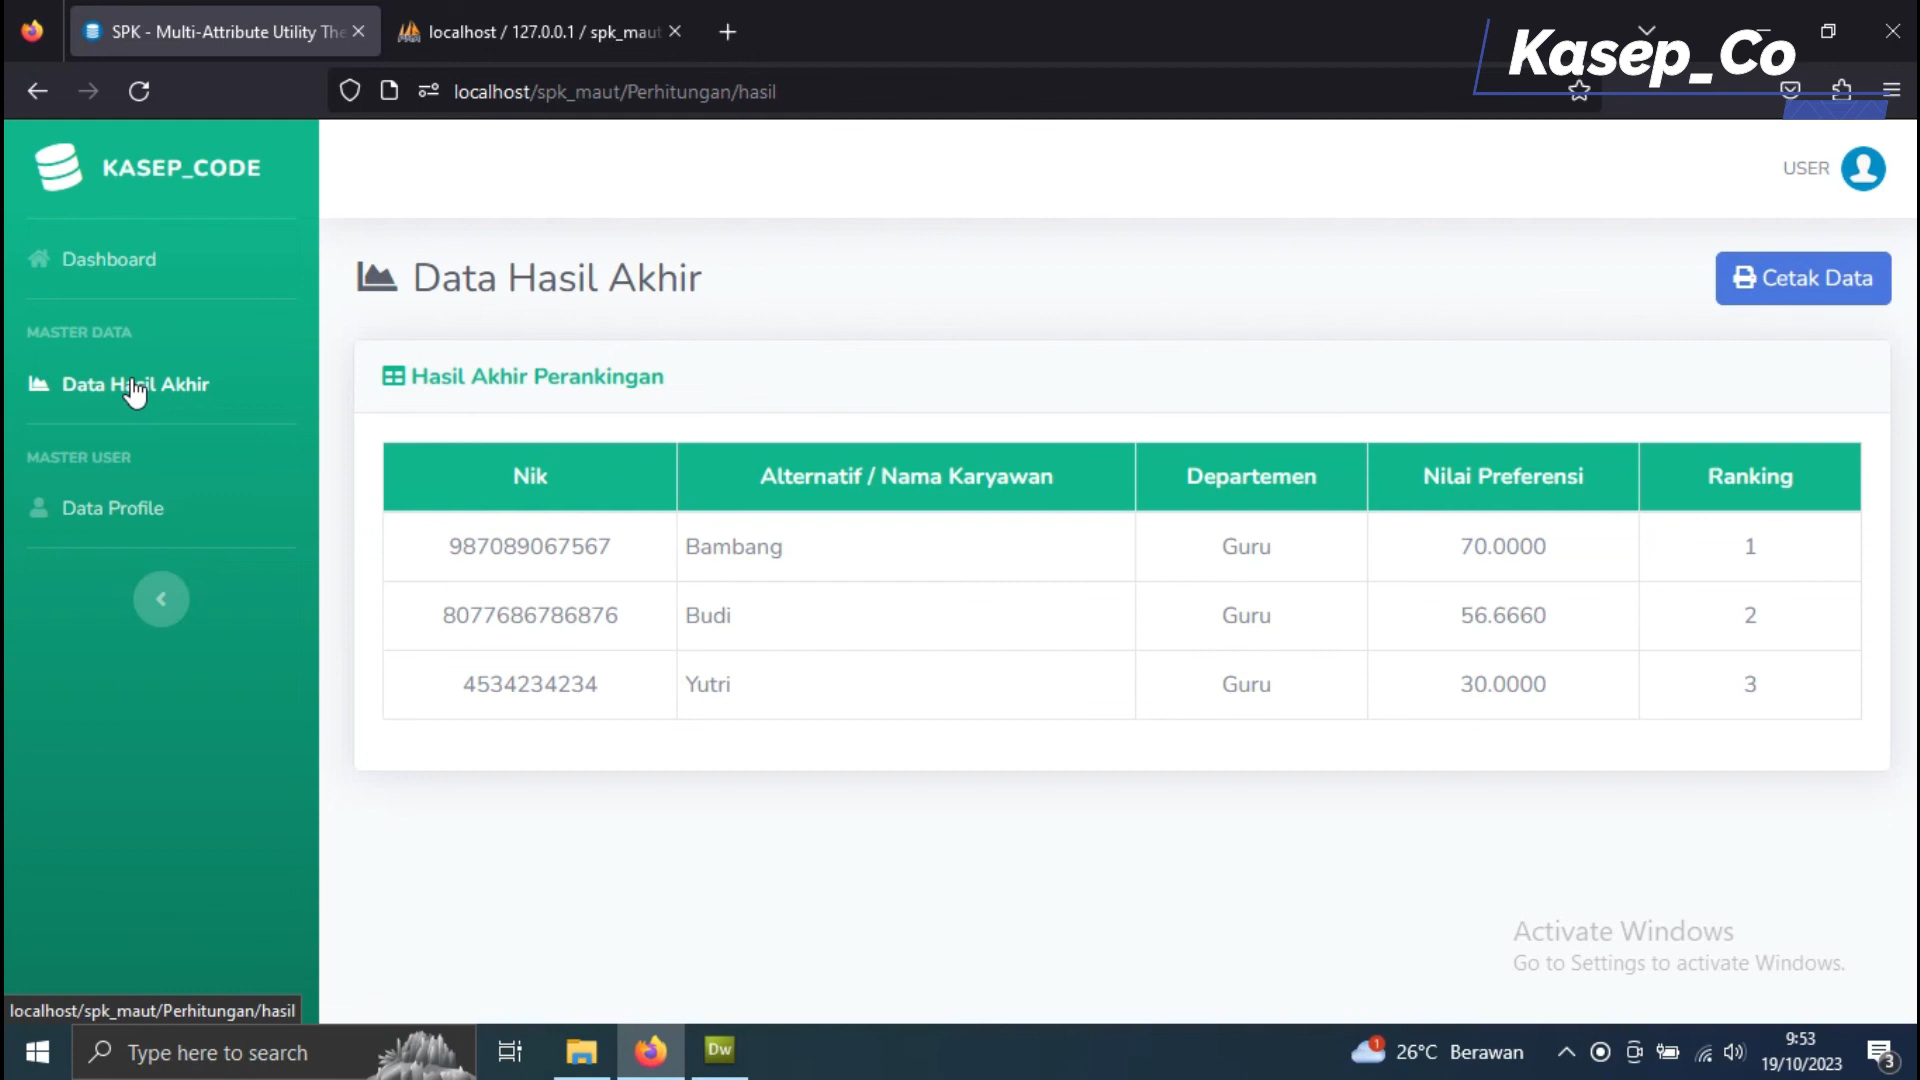 SPK - Multi-Attribute Utility The
localhost / 127.0.0.1 / spk_maut
Kasep_Co
localhost/spk_maut/Perhitungan/hasil
KASEP_CODE
USER
Dashboard
Data Hasil Akhir
Cetak Data
MASTER DATA
Data Hasil Akhir
Hasil Akhir Perankingan
MASTER USER
Data Profile
Nik Alternatif / Nama Karyawan Departemen Nilai Preferensi Ranking
987089067567 Bambang Guru 70.0000 1
8077686786876 Budi Guru 56.6660 2
4534234234 Yutri Guru 30.0000 3
Activate Windows
Go to Settings to activate Windows.
localhost/spk_maut/Perhitungan/hasil
Type here to search
Dw
1
26°C Berawan
9:53
19/10/2023
3